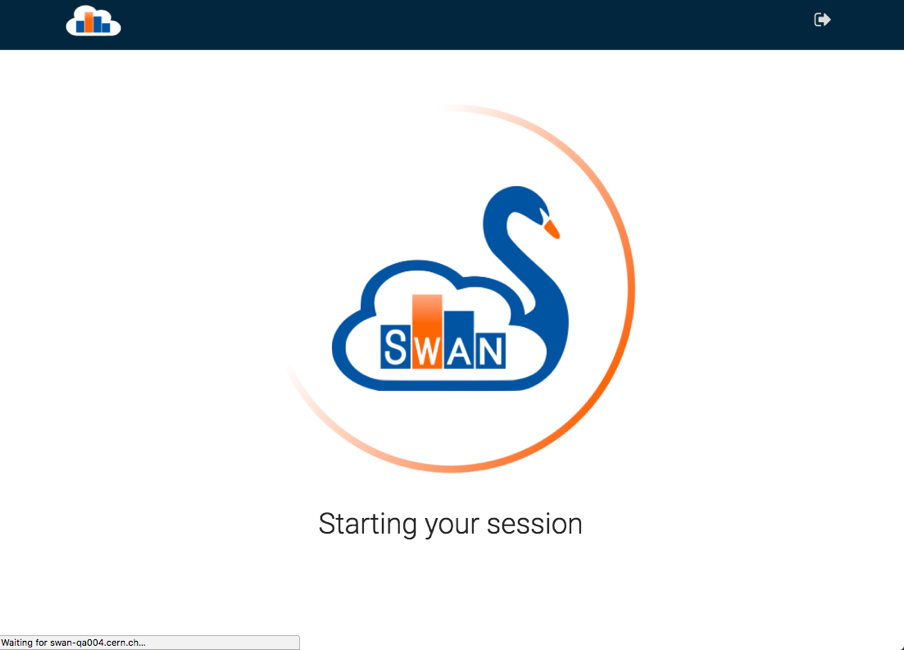 SWAN
Starting your session
Waiting for swan-qa004.cern.ch...